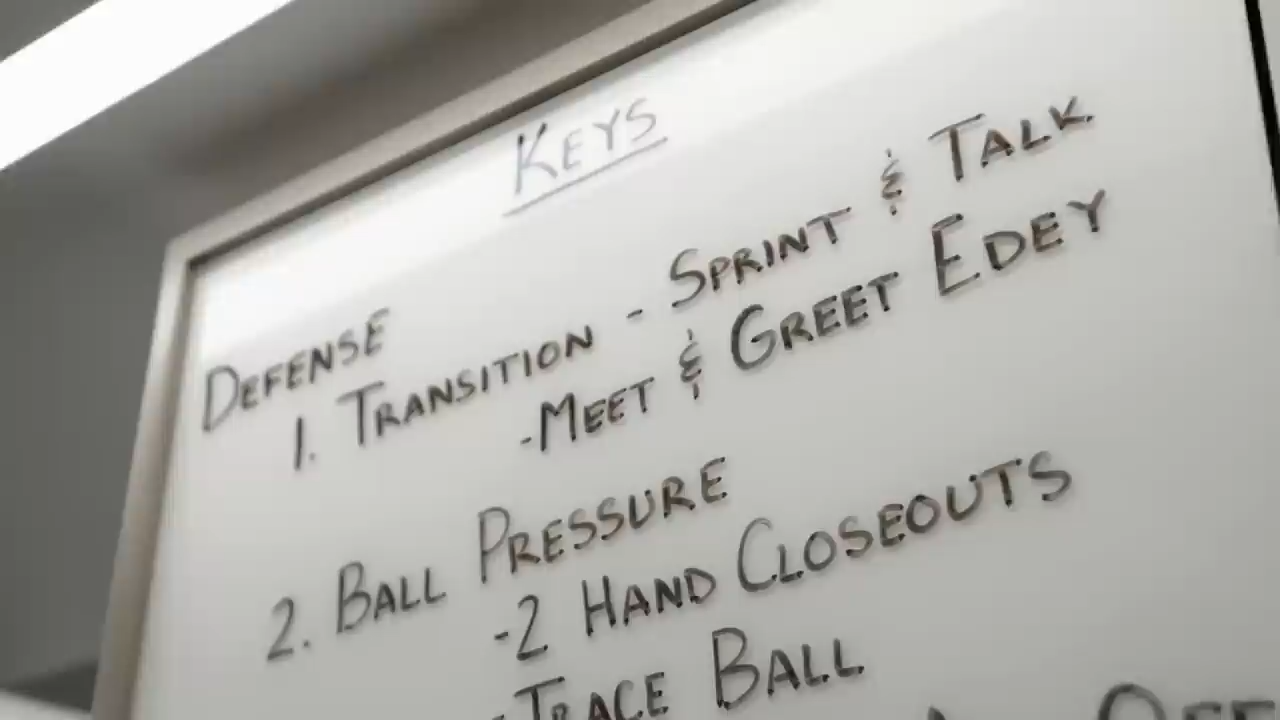 KEYS
DEFENSE
1. TRANSITION - SPRINT & TALK
-MEET & GREET EDEY
2. BALL PRESSURE
-2 HAND CLOSEOUTS
-TRACE BALL